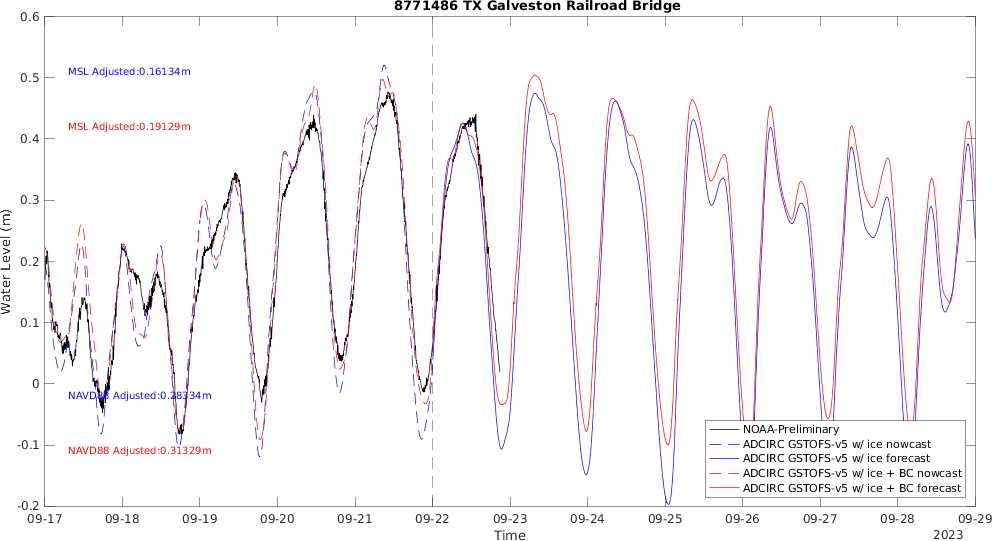 8771486 TX Galveston Railroad Bridge
0.6
0.5
0.4
0.3
0.2
0.1
0
-0.1
-0.2
Water Level (m)
MSL Adjusted:0.16134m
MSL Adjusted:0.19129m
NAVD88 Adjusted:0.28334m
NAVD88 Adjusted:0.31329m
NOAA-Preliminary
ADCIRC GSTOFS-v5 w/ ice nowcast
ADCIRC GSTOFS-v5 w/ ice forecast
ADCIRC GSTOFS-v5 w/ ice + BC nowcast
ADCIRC GSTOFS-v5 w/ ice + BC forecast
09-17 09-18 09-19 09-20 09-21 09-22 09-23 09-24 09-25 09-26 09-27 09-28 09-29
Time
2023